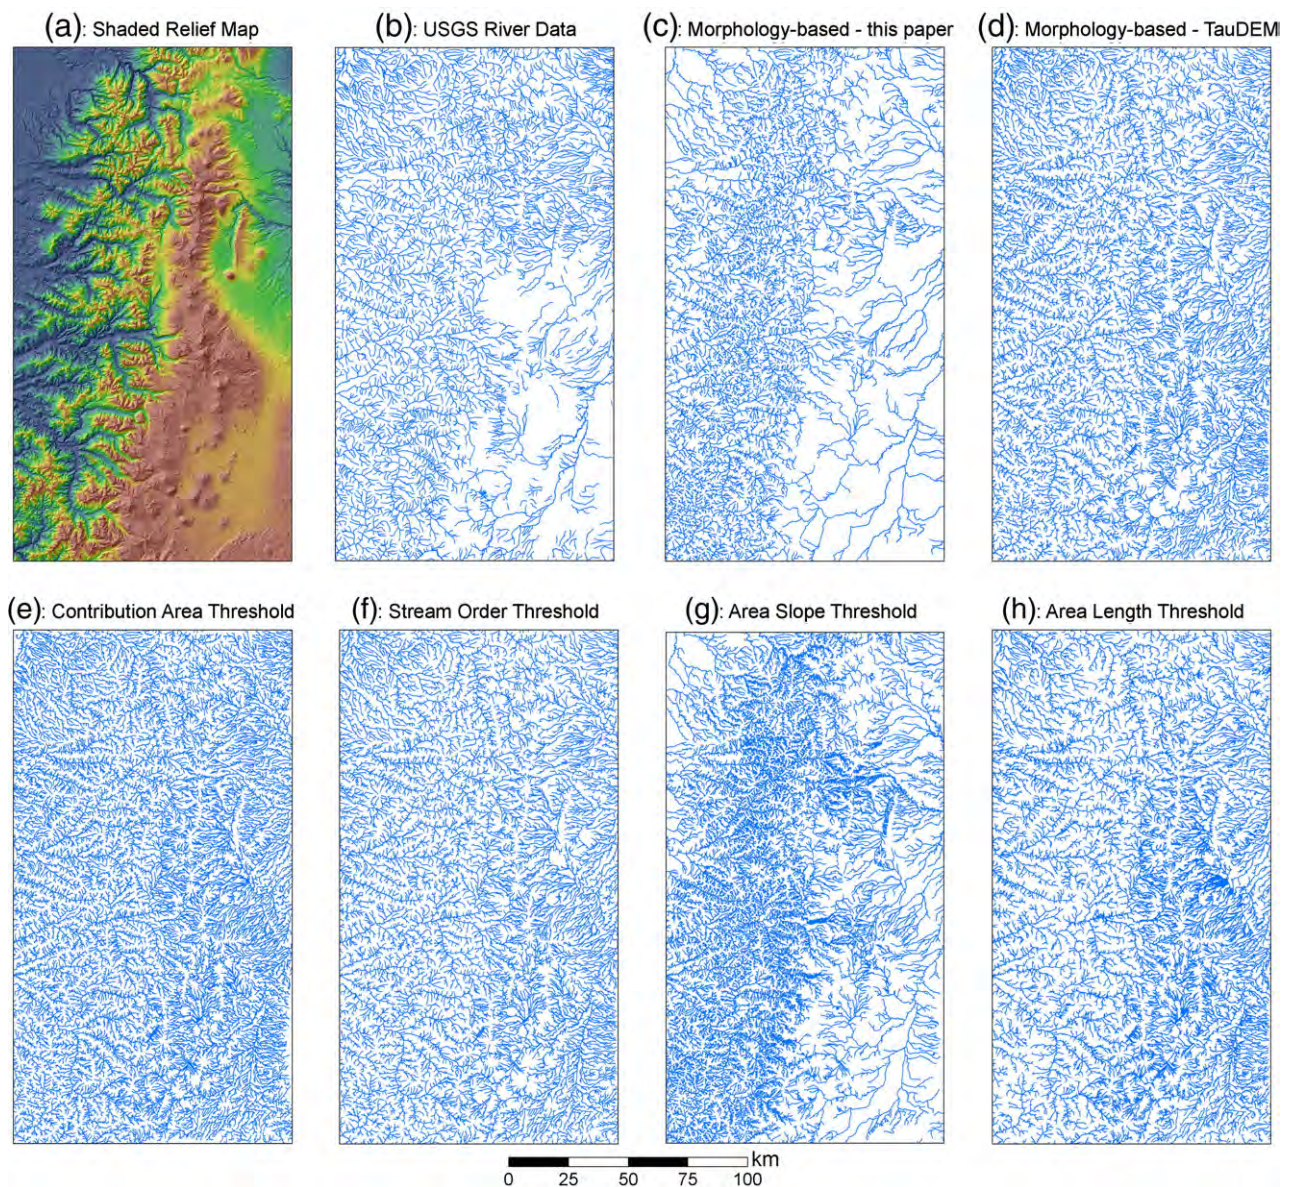 (a): Shaded Relief Map
(b): USGS River Data
(c): Morphology-based - this paper
(d): Morphology-based - TauDEM
(e): Contribution Area Threshold
(f): Stream Order Threshold
(g): Area Slope Threshold
(h): Area Length Threshold
km
0 25 50 75 100